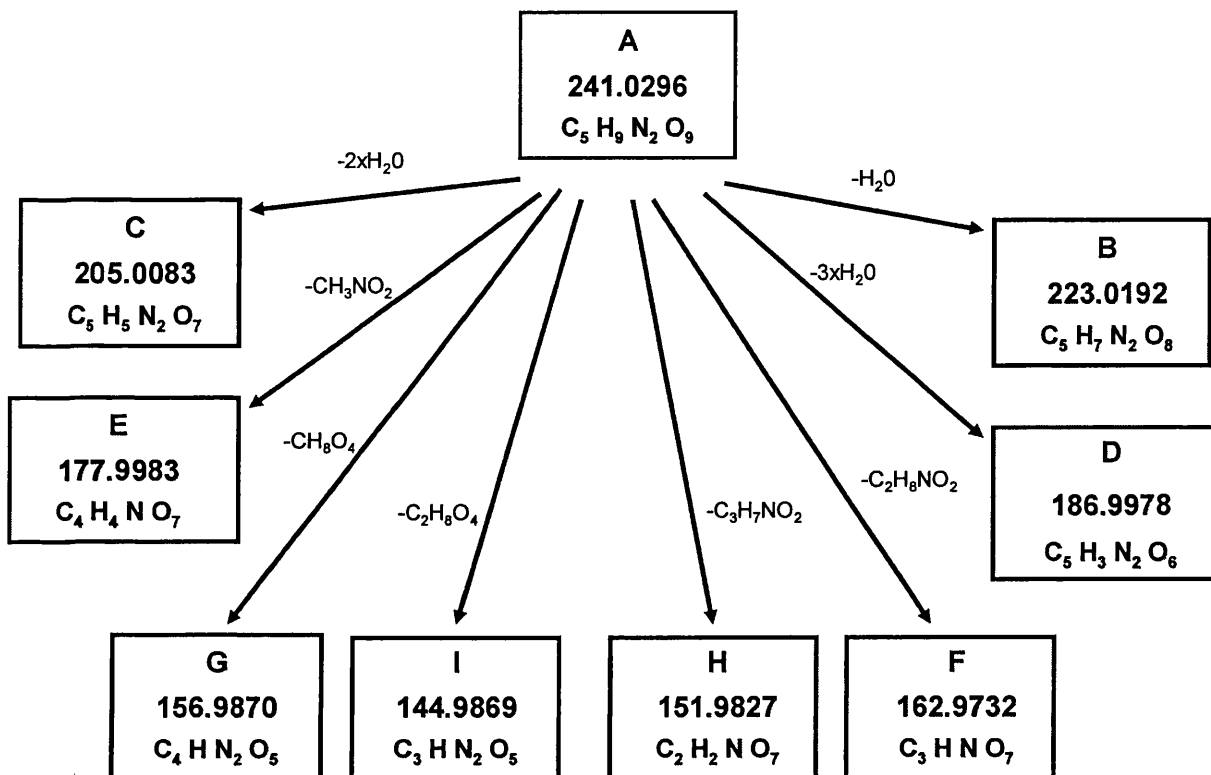 A
241.0296
C₅ H₉ N₂ O₉
-2xH₂0
-H₂0
C
205.0083
C₅ H₅ N₂ O₇
-CH₃NO₂
-3xH₂0
B
223.0192
C₅ H₇ N₂ O₈
E
177.9983
C₄ H₄ N O₇
-CH₈O₄
-C₂H₈O₄
-C₃H₇NO₂
-C₂H₈NO₂
D
186.9978
C₅ H₃ N₂ O₆
G
156.9870
C₄ H N₂ O₅
I
144.9869
C₃ H N₂ O₅
H
151.9827
C₂ H₂ N O₇
F
162.9732
C₃ H N O₇